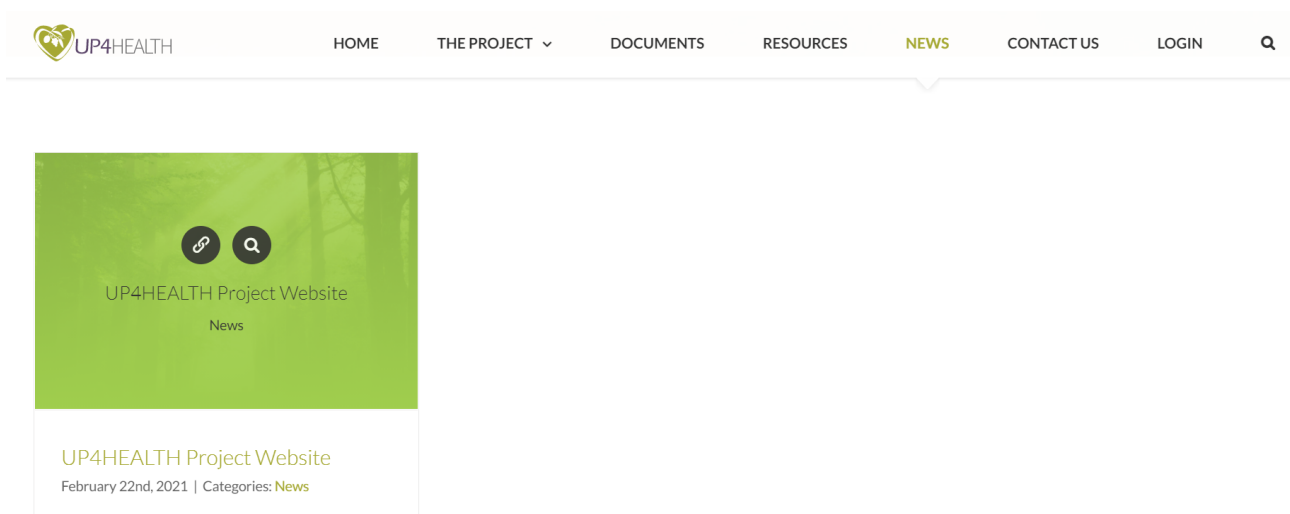 UP4HEALTH HOME THE PROJECT DOCUMENTS RESOURCES NEWS CONTACT US LOGIN
UP4HEALTH Project Website
News
UP4HEALTH Project Website
February 22nd, 2021 | Categories: News